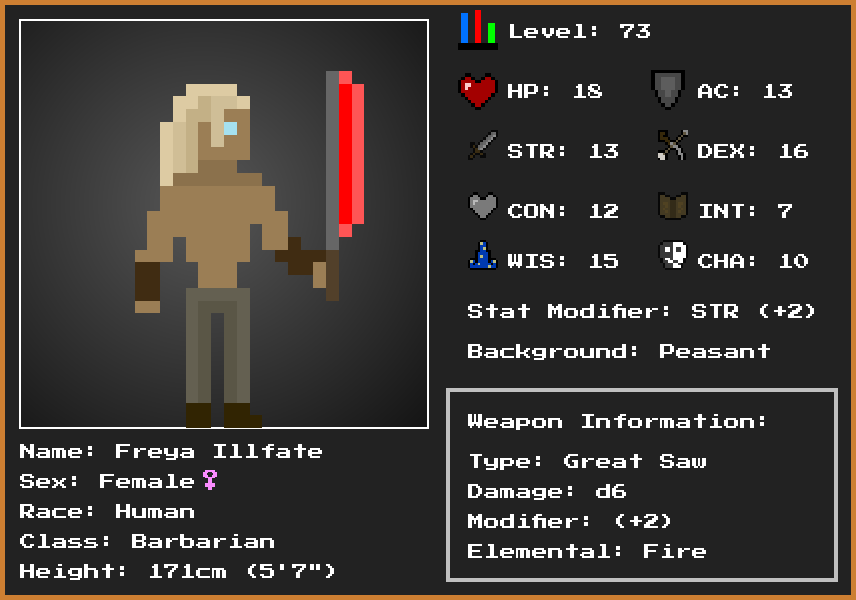 Level: 73
HP: 18 AC: 13
STR: 13 DEX: 16
CON: 12 INT: 7
WIS: 15 CHA: 10
Stat Modifier: STR (+2)
Background: Peasant
Weapon Information:
Type: Great Saw
Damage: d6
Modifier: (+2)
Elemental: Fire
Name: Freya Illfate
Sex: Female♀
Race: Human
Class: Barbarian
Height: 171cm (5'7")